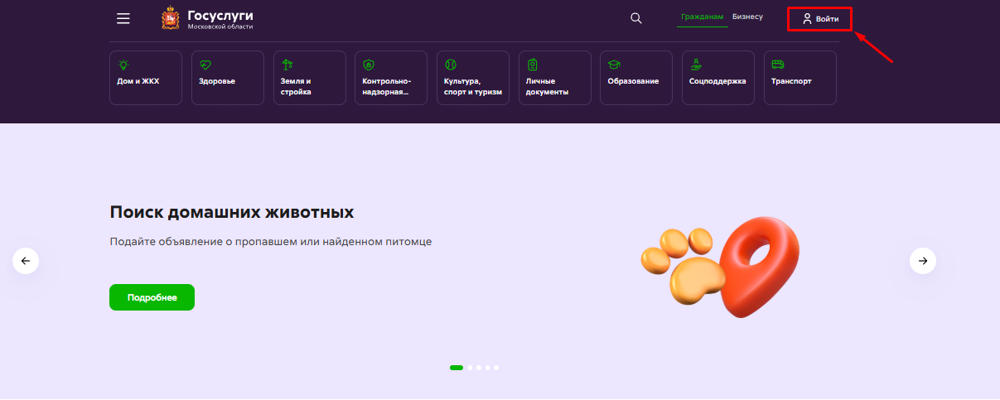 Госуслуги
Московской области
Гражданам
Бизнесу
Войти
Дом и ЖКХ
Здоровье
Земля и
стройка
Контрольно-
надзорная...
Культура,
спорт и туризм
Личные
документы
Образование
Соцподдержка
Транспорт
Поиск домашних животных
Подайте объявление о пропавшем или найденном питомце
Подробнее